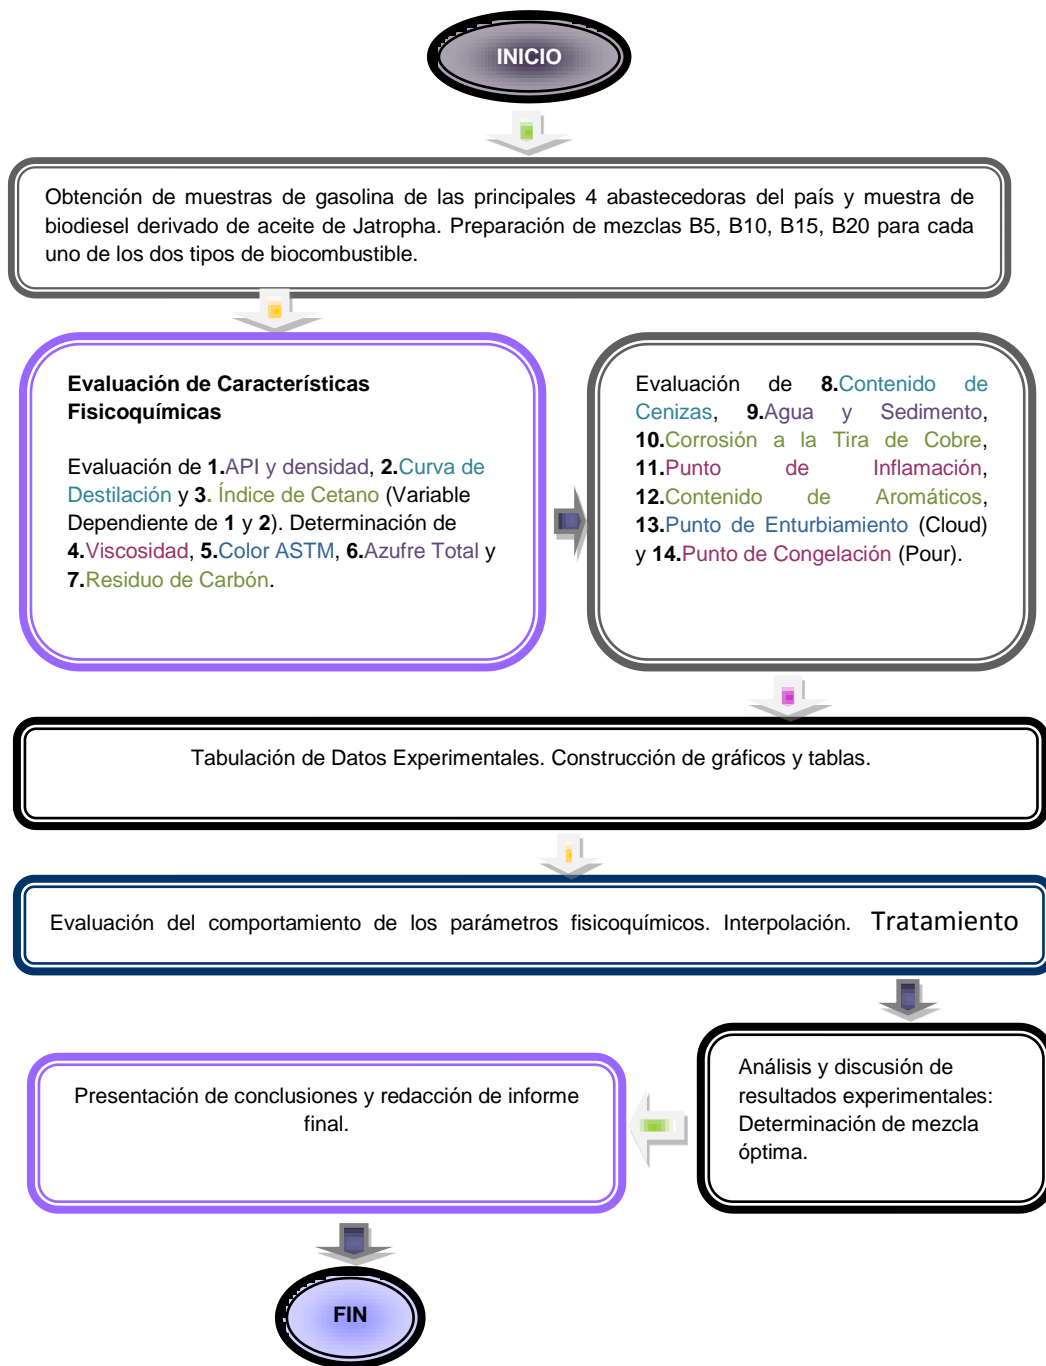 INICIO
Obtención de muestras de gasolina de las principales 4 abastecedoras del país y muestra de
biodiesel derivado de aceite de Jatropha. Preparación de mezclas B5, B10, B15, B20 para cada
uno de los dos tipos de biocombustible.
Evaluación de Características
Fisicoquímicas
Evaluación de 1.API y densidad, 2.Curva de
Destilación y 3. Índice de Cetano (Variable
Dependiente de 1 y 2). Determinación de
4.Viscosidad, 5.Color ASTM, 6.Azufre Total y
7.Residuo de Carbón.
Evaluación de 8.Contenido de
Cenizas, 9.Agua y Sedimento,
10.Corrosión a la Tira de Cobre,
11.Punto de Inflamación,
12.Contenido de Aromáticos,
13.Punto de Enturbiamiento (Cloud)
y 14.Punto de Congelación (Pour).
Tabulación de Datos Experimentales. Construcción de gráficos y tablas.
Evaluación del comportamiento de los parámetros fisicoquímicos. Interpolación. Tratamiento
Análisis y discusión de
resultados experimentales:
Determinación de mezcla
óptima.
Presentación de conclusiones y redacción de informe
final.
FIN